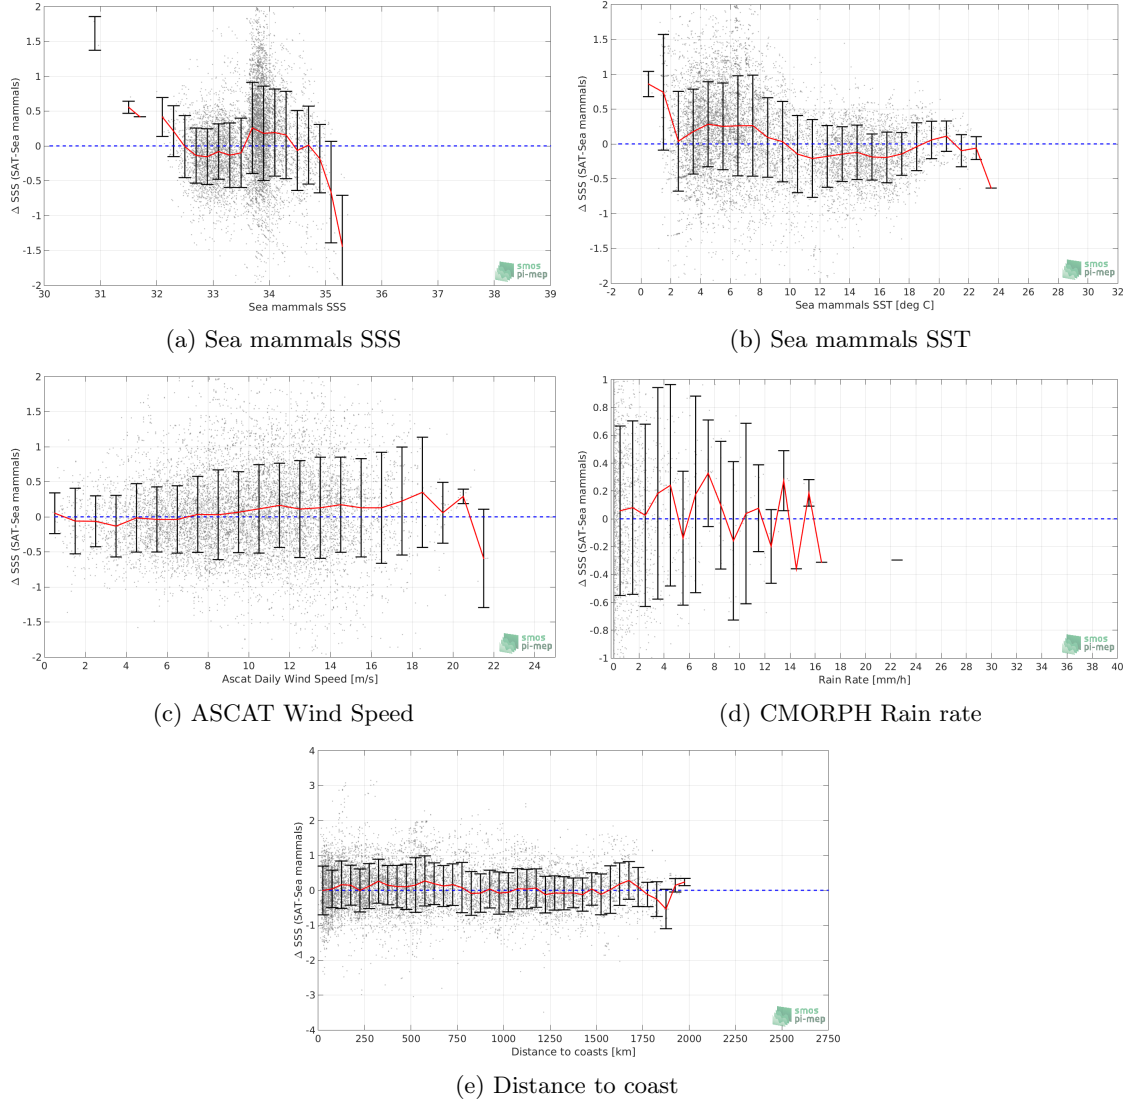 2
1.5
1
0.5
0
-0.5
-1
-1.5
-2
Δ SSS (SAT-Sea mammals)
30 31 32 33 34 35 36 37 38 39
Sea mammals SSS
smos
pi-mep
(a) Sea mammals SSS
2
1.5
1
0.5
0
-0.5
-1
-1.5
-2
Δ SSS (SAT-Sea mammals)
-2 0 2 4 6 8 10 12 14 16 18 20 22 24 26 28 30 32
Sea mammals SST [deg C]
smos
pi-mep
(b) Sea mammals SST
2
1.5
1
0.5
0
-0.5
-1
-1.5
-2
Δ SSS (SAT-Sea mammals)
0 2 4 6 8 10 12 14 16 18 20 22 24
Ascat Daily Wind Speed [m/s]
smos
pi-mep
(c) ASCAT Wind Speed
1
0.8
0.6
0.4
0.2
0
-0.2
-0.4
-0.6
-0.8
-1
Δ SSS (SAT-Sea mammals)
0 2 4 6 8 10 12 14 16 18 20 22 24 26 28 30 32 34 36 38 40
Rain Rate [mm/h]
smos
pi-mep
(d) CMORPH Rain rate
4
3
2
1
0
-1
-2
-3
-4
Δ SSS (SAT-Sea mammals)
0 250 500 750 1000 1250 1500 1750 2000 2250 2500 2750
Distance to coasts [km]
smos
pi-mep
(e) Distance to coast